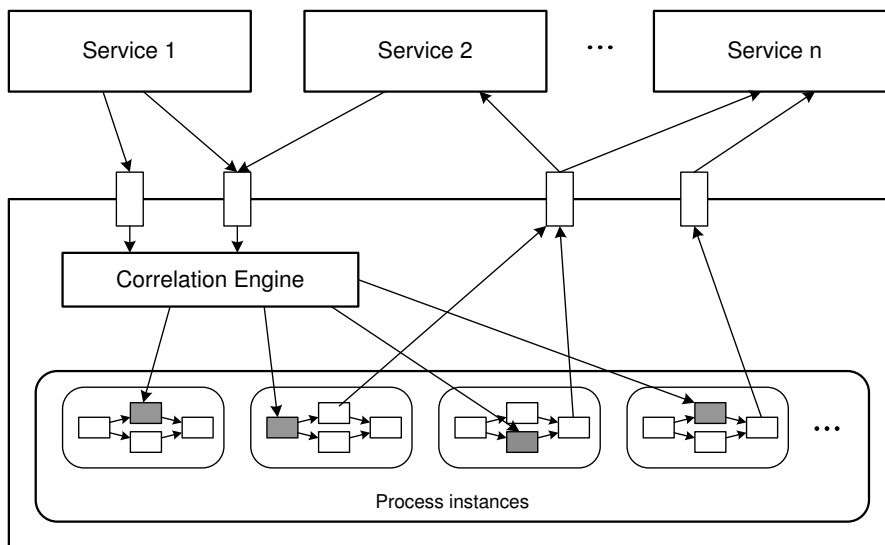 Service 1
Service 2
...
Service n
Correlation Engine
...
Process instances